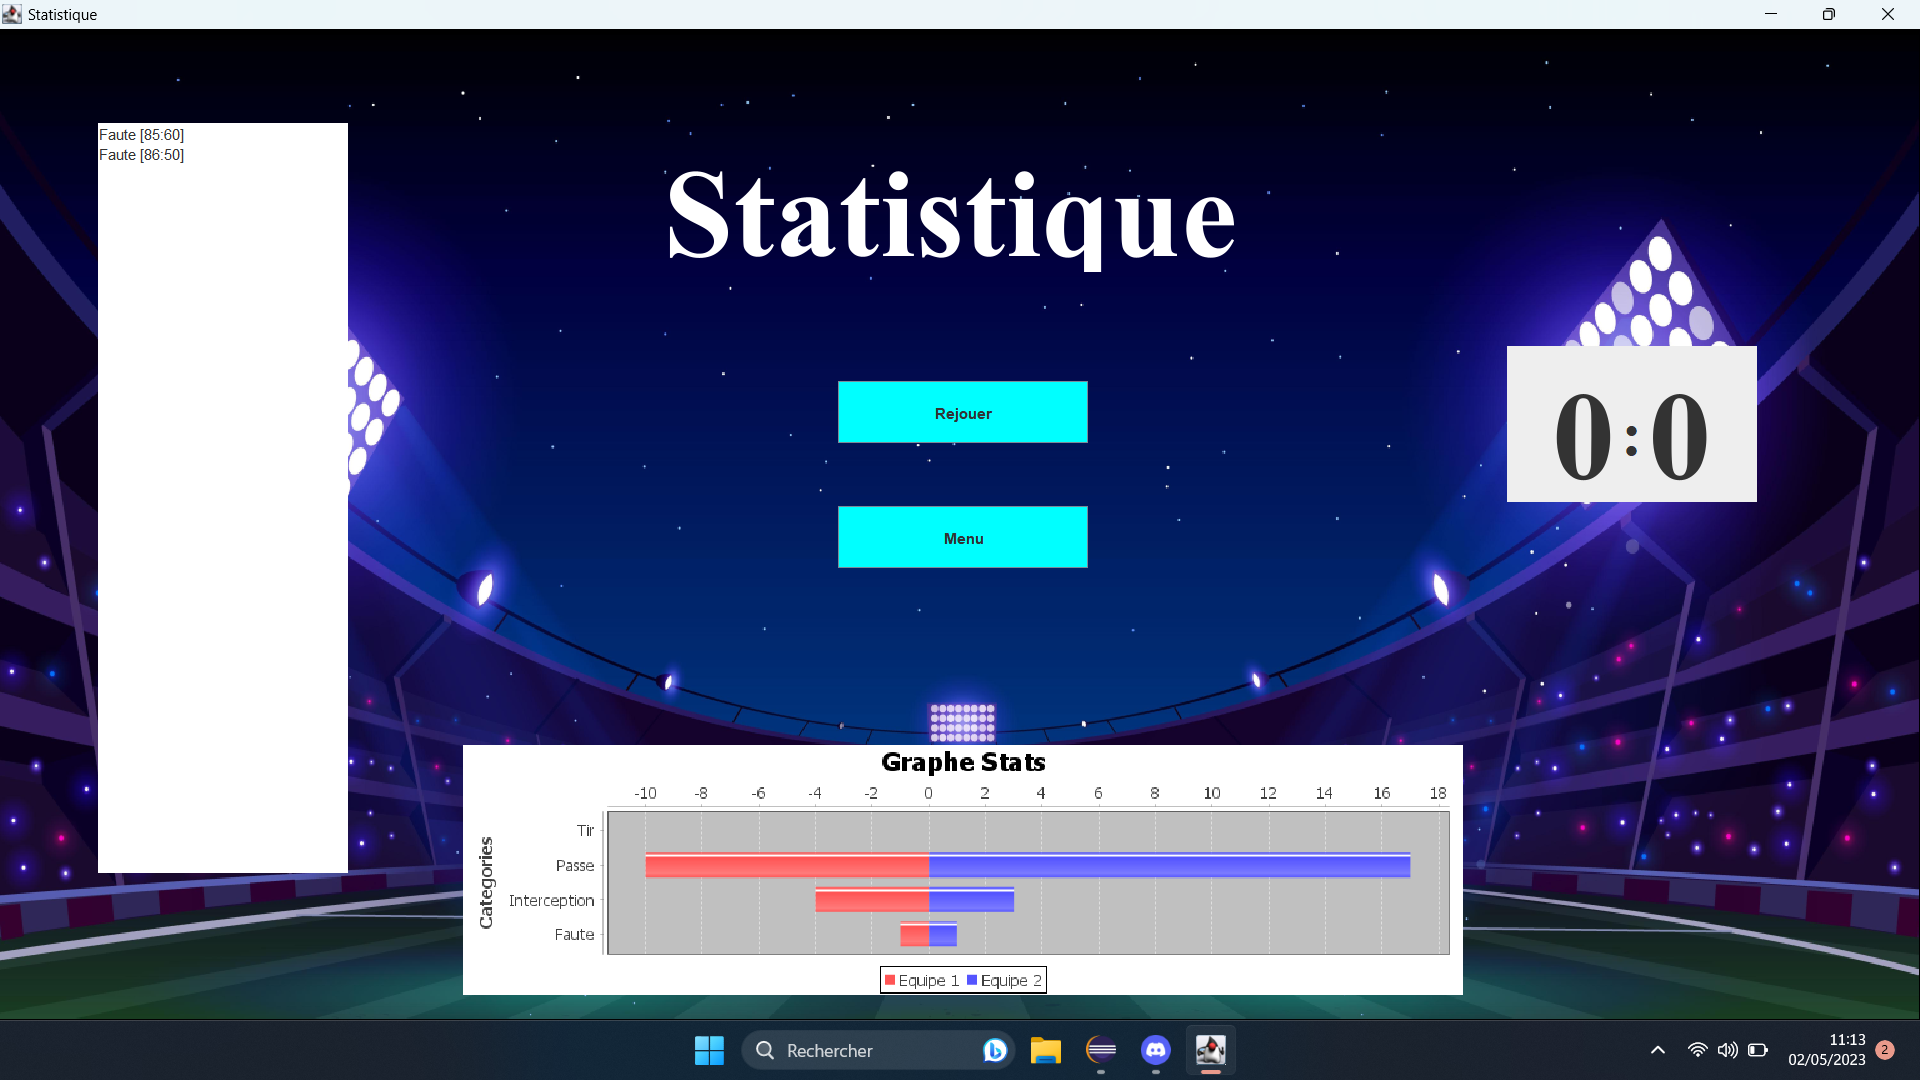 Statistique
Faute [85:60]
Faute [86:50]
Statistique
Rejouer
Menu
0:0
Graphe Stats
-10 -8 -6 -4 -2 0 2 4 6 8 10 12 14 16 18
Categories
Tir
Passe
Interception
Faute
Equipe 1 Equipe 2
Rechercher
11:13
02/05/2023
2